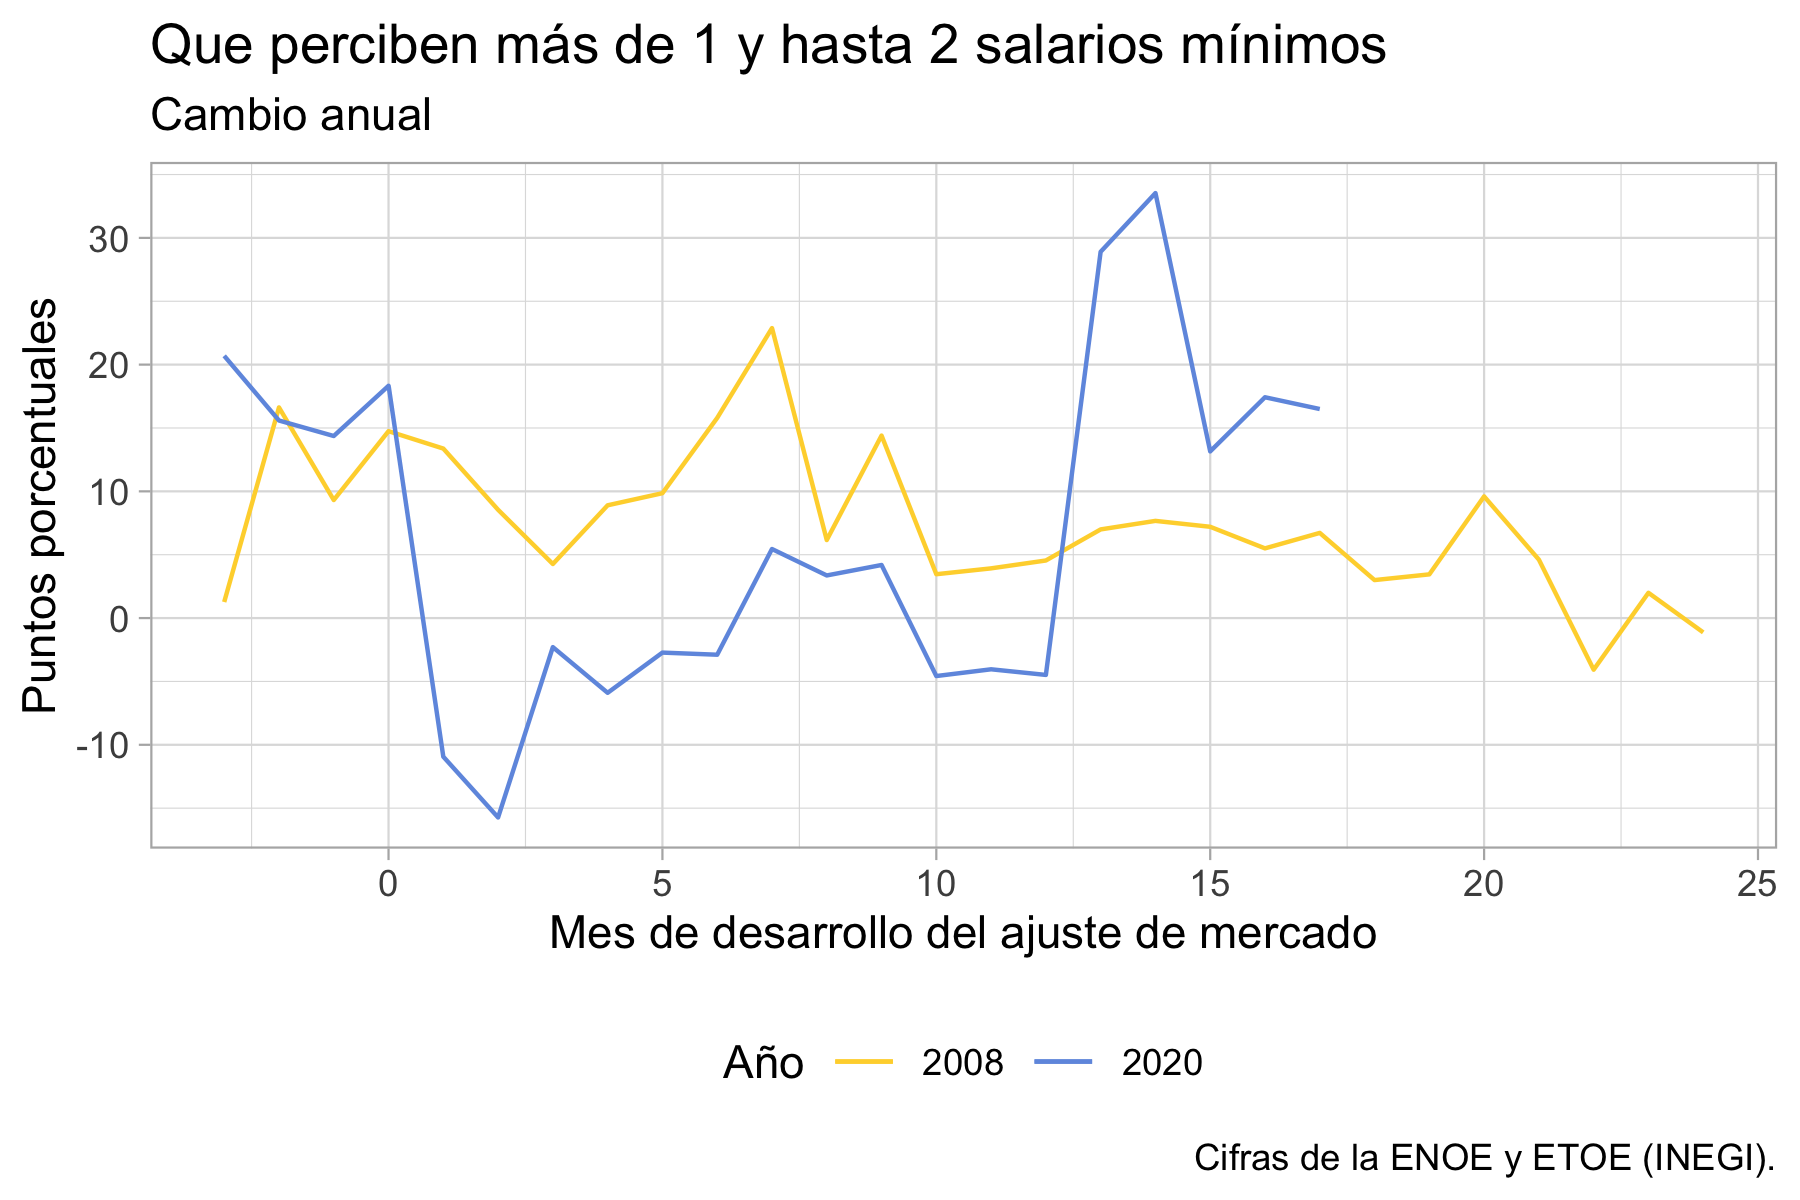 Que perciben más de 1 y hasta 2 salarios mínimos
Cambio anual
Puntos porcentuales
30
20
10
0
-10
0 5 10 15 20 25
Mes de desarrollo del ajuste de mercado
Año 2008 2020
Cifras de la ENOE y ETOE (INEGI).